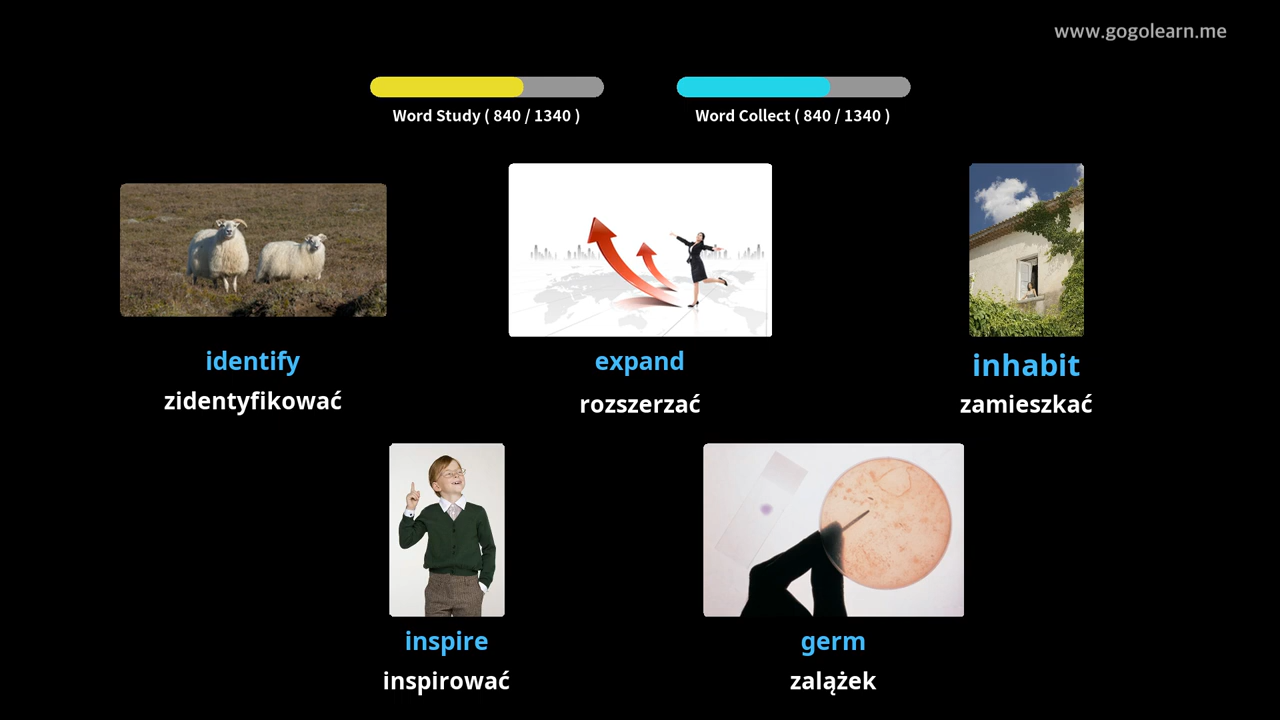 www.gogolearn.me
Word Study ( 840 / 1340 )
Word Collect ( 840 / 1340 )
identify
zidentyfikować
expand
rozszerzać
inhabit
zamieszkać
inspire
inspirować
germ
zalążek